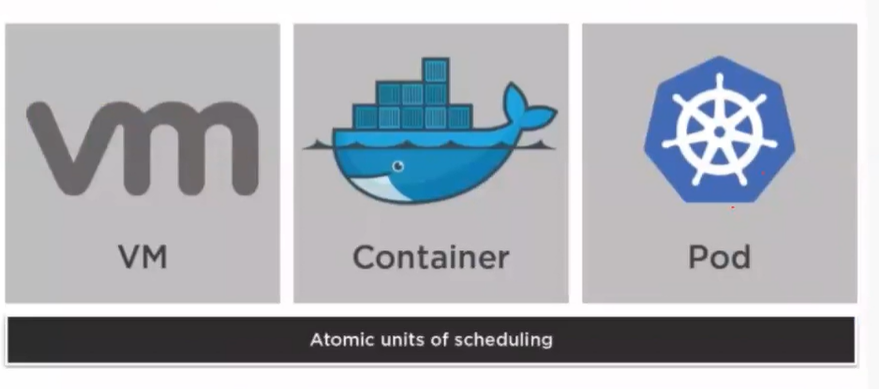 vm
VM
Container
Pod
Atomic units of scheduling